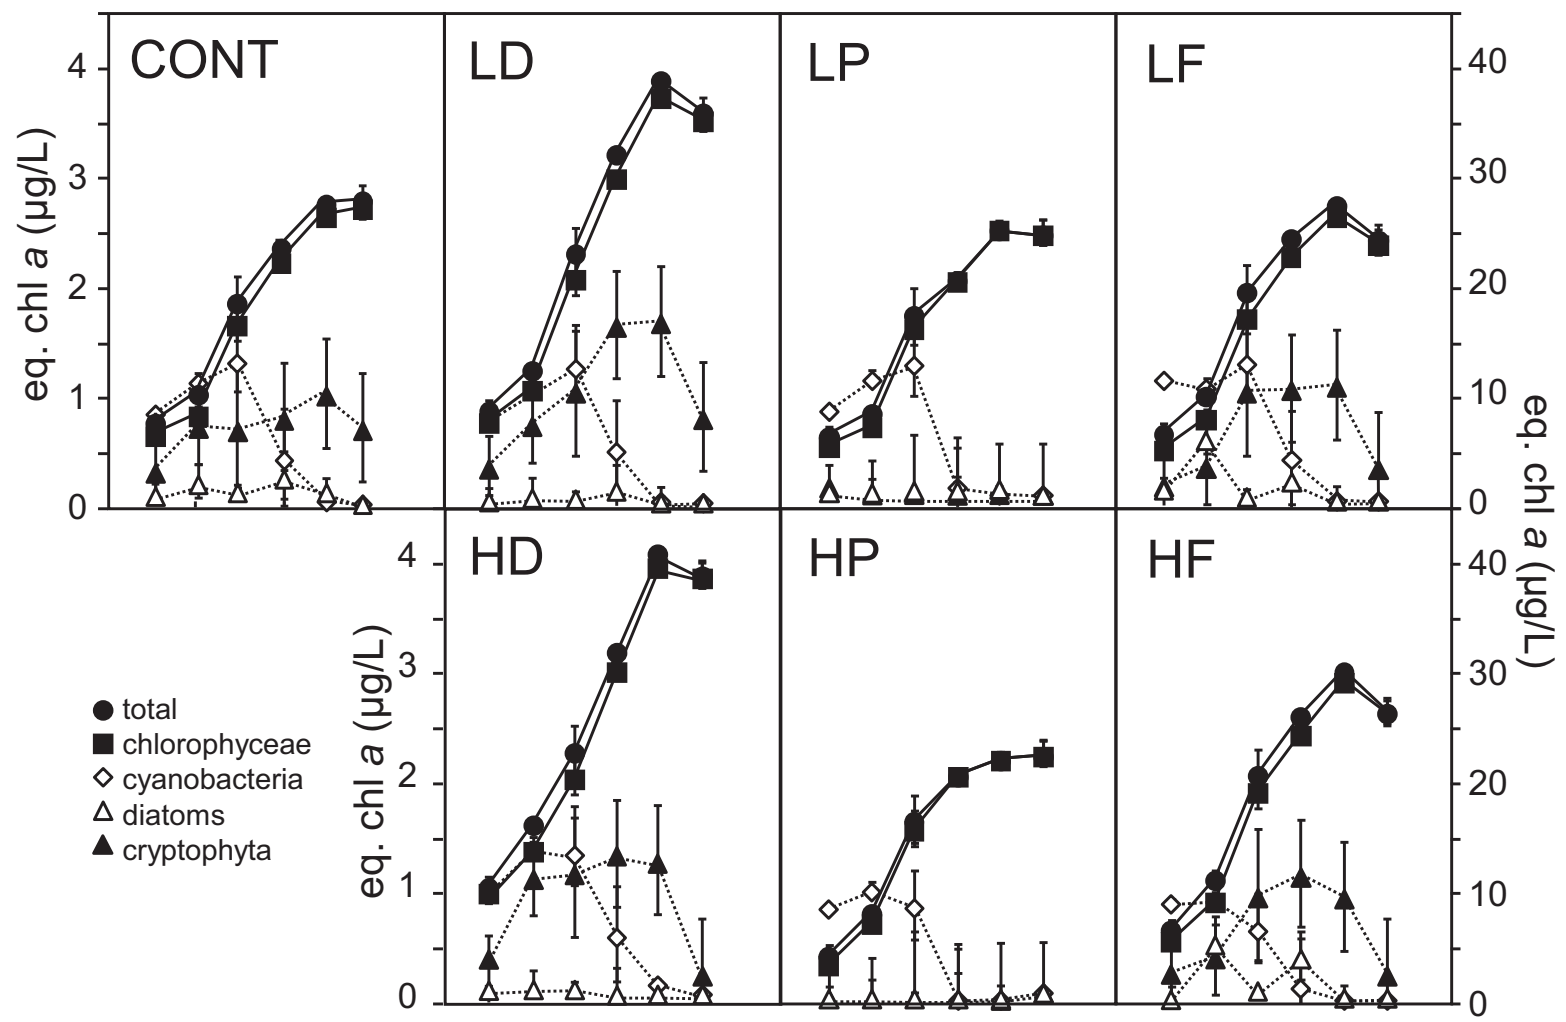 CONT
LD
LP
LF
4
3
2
1
0
eq. chl a (µg/L)
40
30
20
10
0
eq. chl a (µg/L)
HD
HP
HF
4
3
2
1
0
eq. chl a (µg/L)
40
30
20
10
0
total
chlorophyceae
cyanobacteria
diatoms
cryptophyta